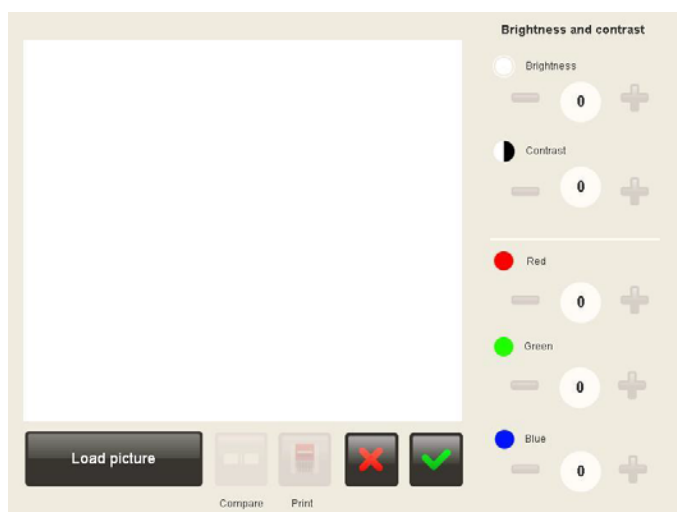 Brightness and contrast
Brightness
0
Contrast
0
Red
0
Green
0
Blue
0
Load picture
Compare
Print